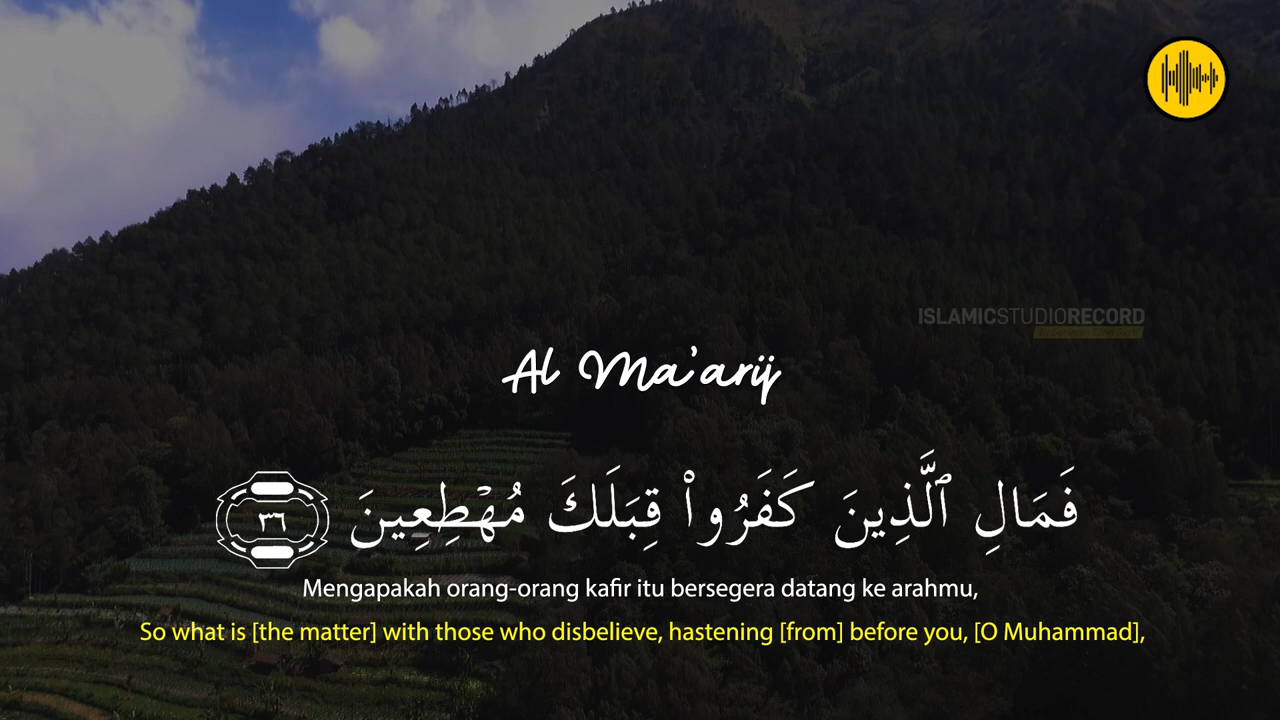 ISLAMICSTUDIORECORD
Al Ma'arij
فَمَالِ ٱلَّذِينَ كَفَرُوا۟ قِبَلَكَ مُهْطِعِينَ ٣٦
Mengapakah orang-orang kafir itu bersegera datang ke arahmu,
So what is [the matter] with those who disbelieve, hastening [from] before you, [O Muhammad],